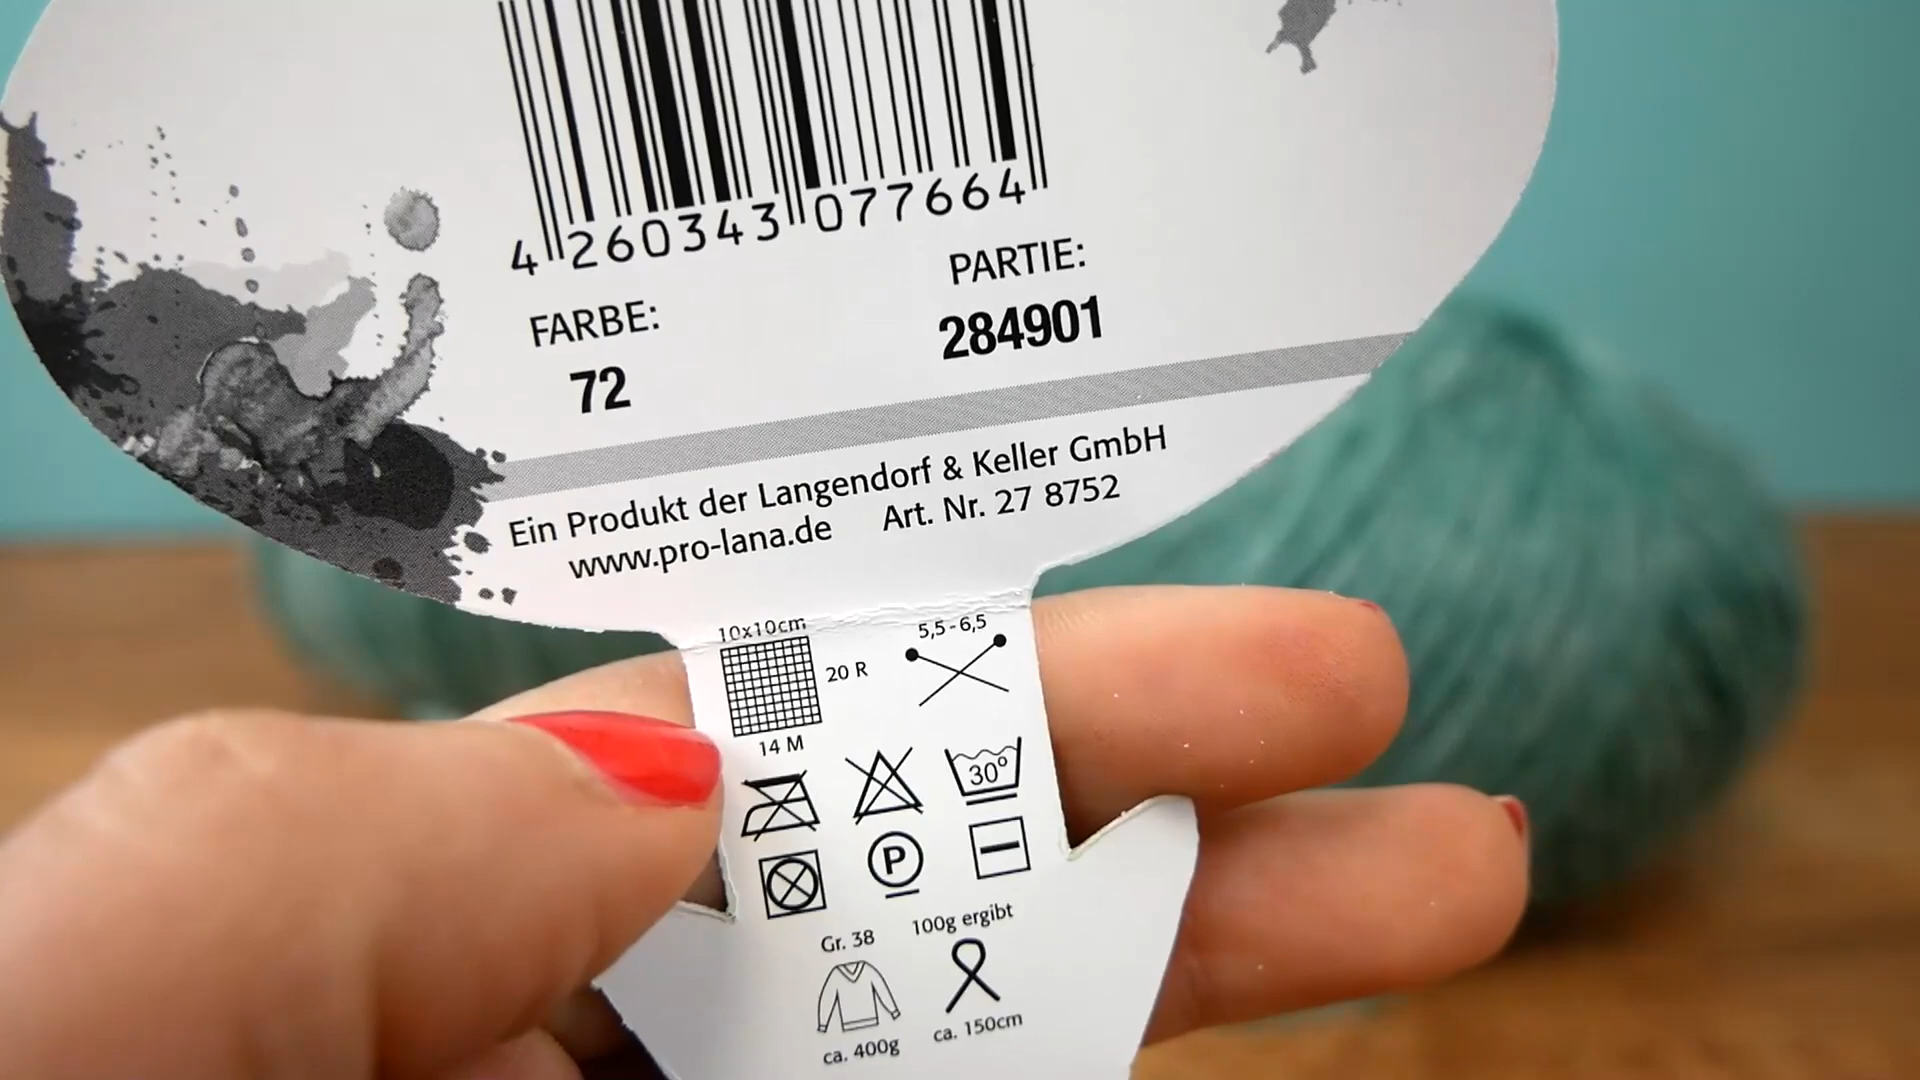 4 260343 077664
FARBE:
72
PARTIE:
284901
Ein Produkt der Langendorf & Keller GmbH
www.pro-lana.de Art. Nr. 27 8752
10x10cm
20 R
14 M
5,5-6,5
30°
P
Gr. 38
ca. 400g
100g ergibt
ca. 150cm